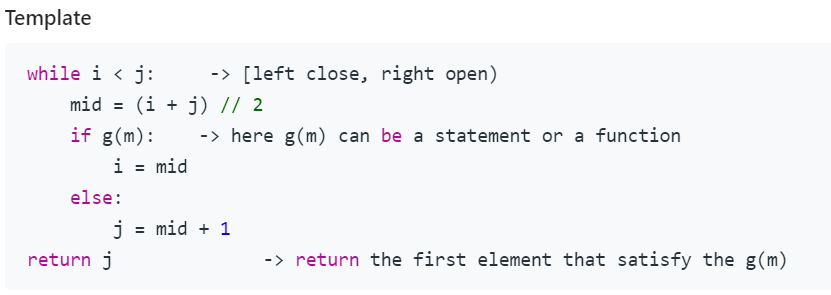 Template
while i < j:     -> [left close, right open)
    mid = (i + j) // 2
    if g(m):    -> here g(m) can be a statement or a function
        i = mid
    else:
        j = mid + 1
return j             -> return the first element that satisfy the g(m)